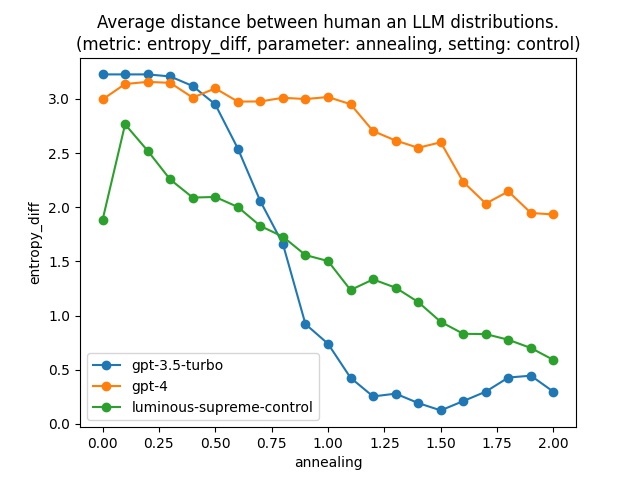 Average distance between human an LLM distributions.
(metric: entropy_diff, parameter: annealing, setting: control)
entropy_diff
3.0
2.5
2.0
1.5
1.0
0.5
0.0
gpt-3.5-turbo
gpt-4
luminous-supreme-control
0.00 0.25 0.50 0.75 1.00 1.25 1.50 1.75 2.00
annealing